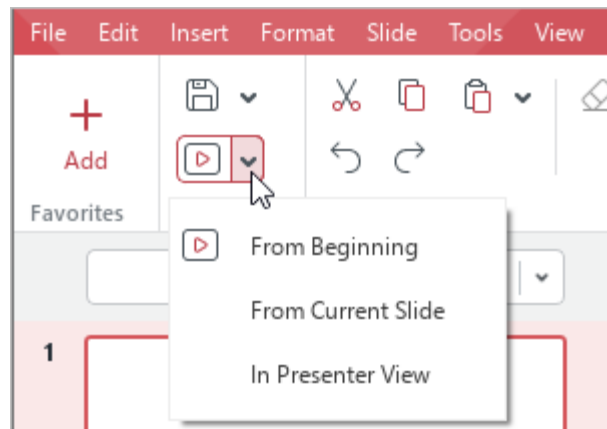 File Edit Insert Format Slide Tools View
Add
Favorites
From Beginning
From Current Slide
In Presenter View
1